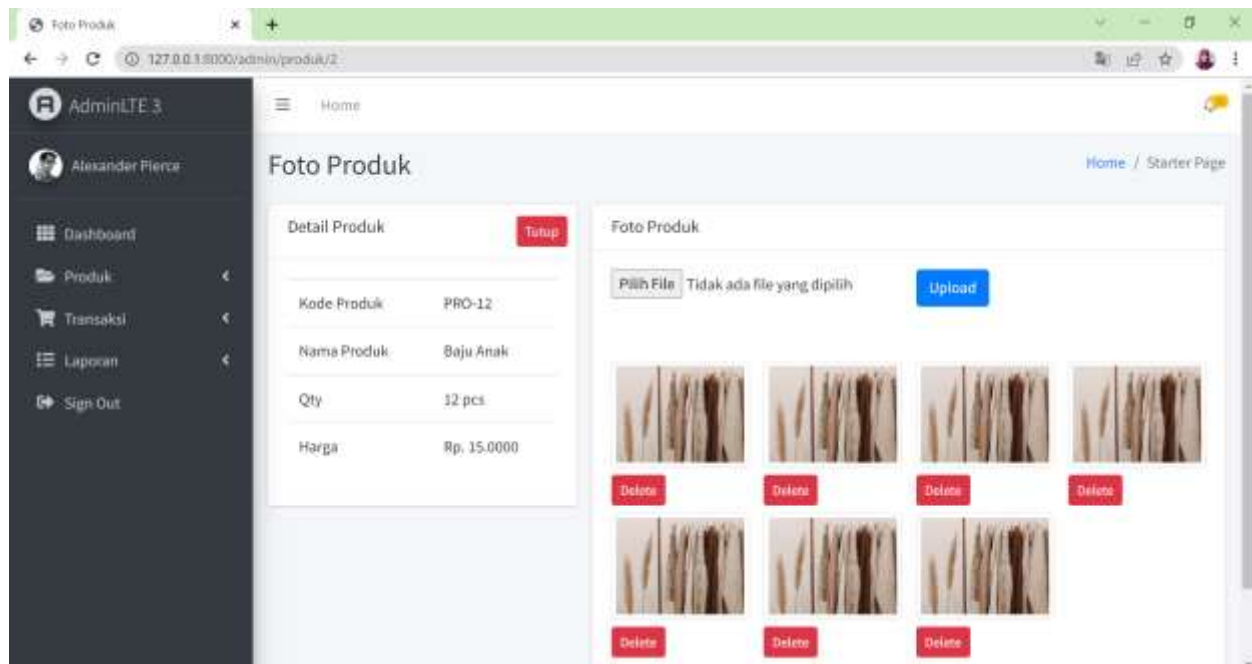 Foto Produk
127.0.0.1:8000/admin/produk/2
AdminLTE 3
Home
Alexander Pierce
Foto Produk
Home / Starter Page
Dashboard
Produk
Transaksi
Laporan
Sign Out
Detail Produk
Tutup
Kode Produk PRO-12
Nama Produk Baju Anak
Qty 12 pcs
Harga Rp. 15.0000
Foto Produk
Pilih File Tidak ada file yang dipilih
Upload
Delete Delete Delete Delete
Delete Delete Delete